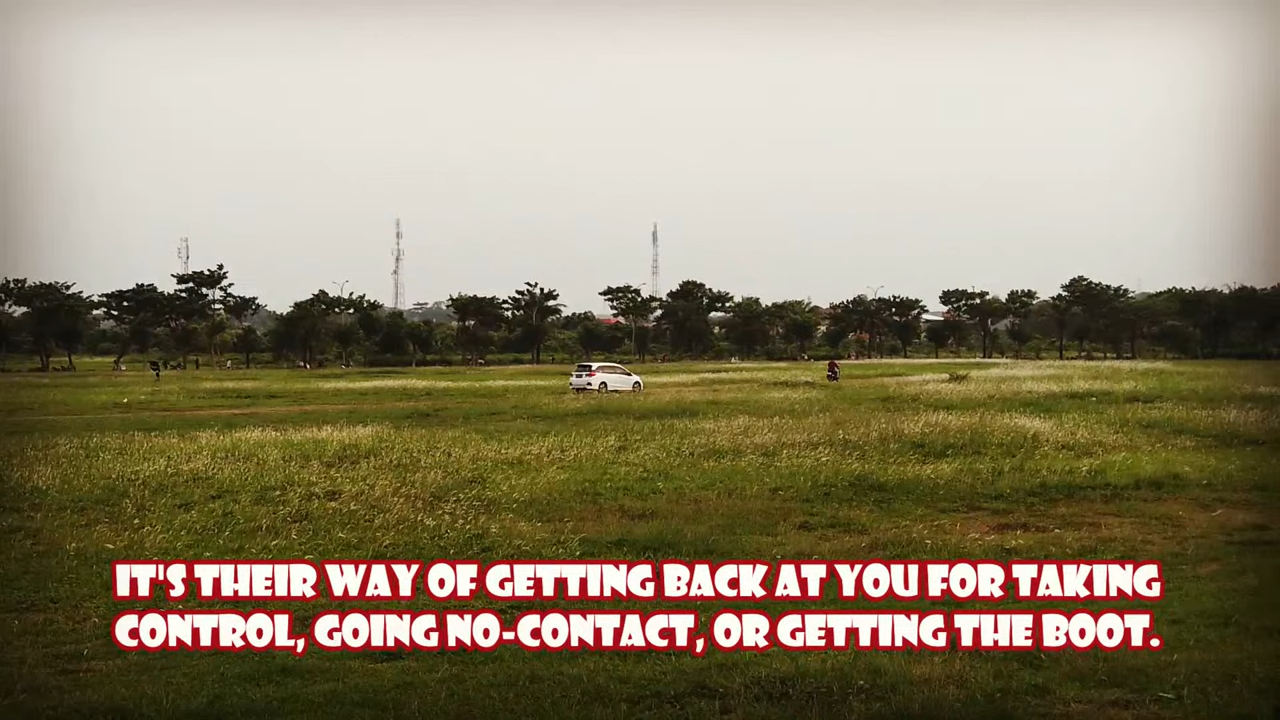 IT'S THEIR WAY OF GETTING BACK AT YOU FOR TAKING
CONTROL, GOING NO-CONTACT, OR GETTING THE BOOT.